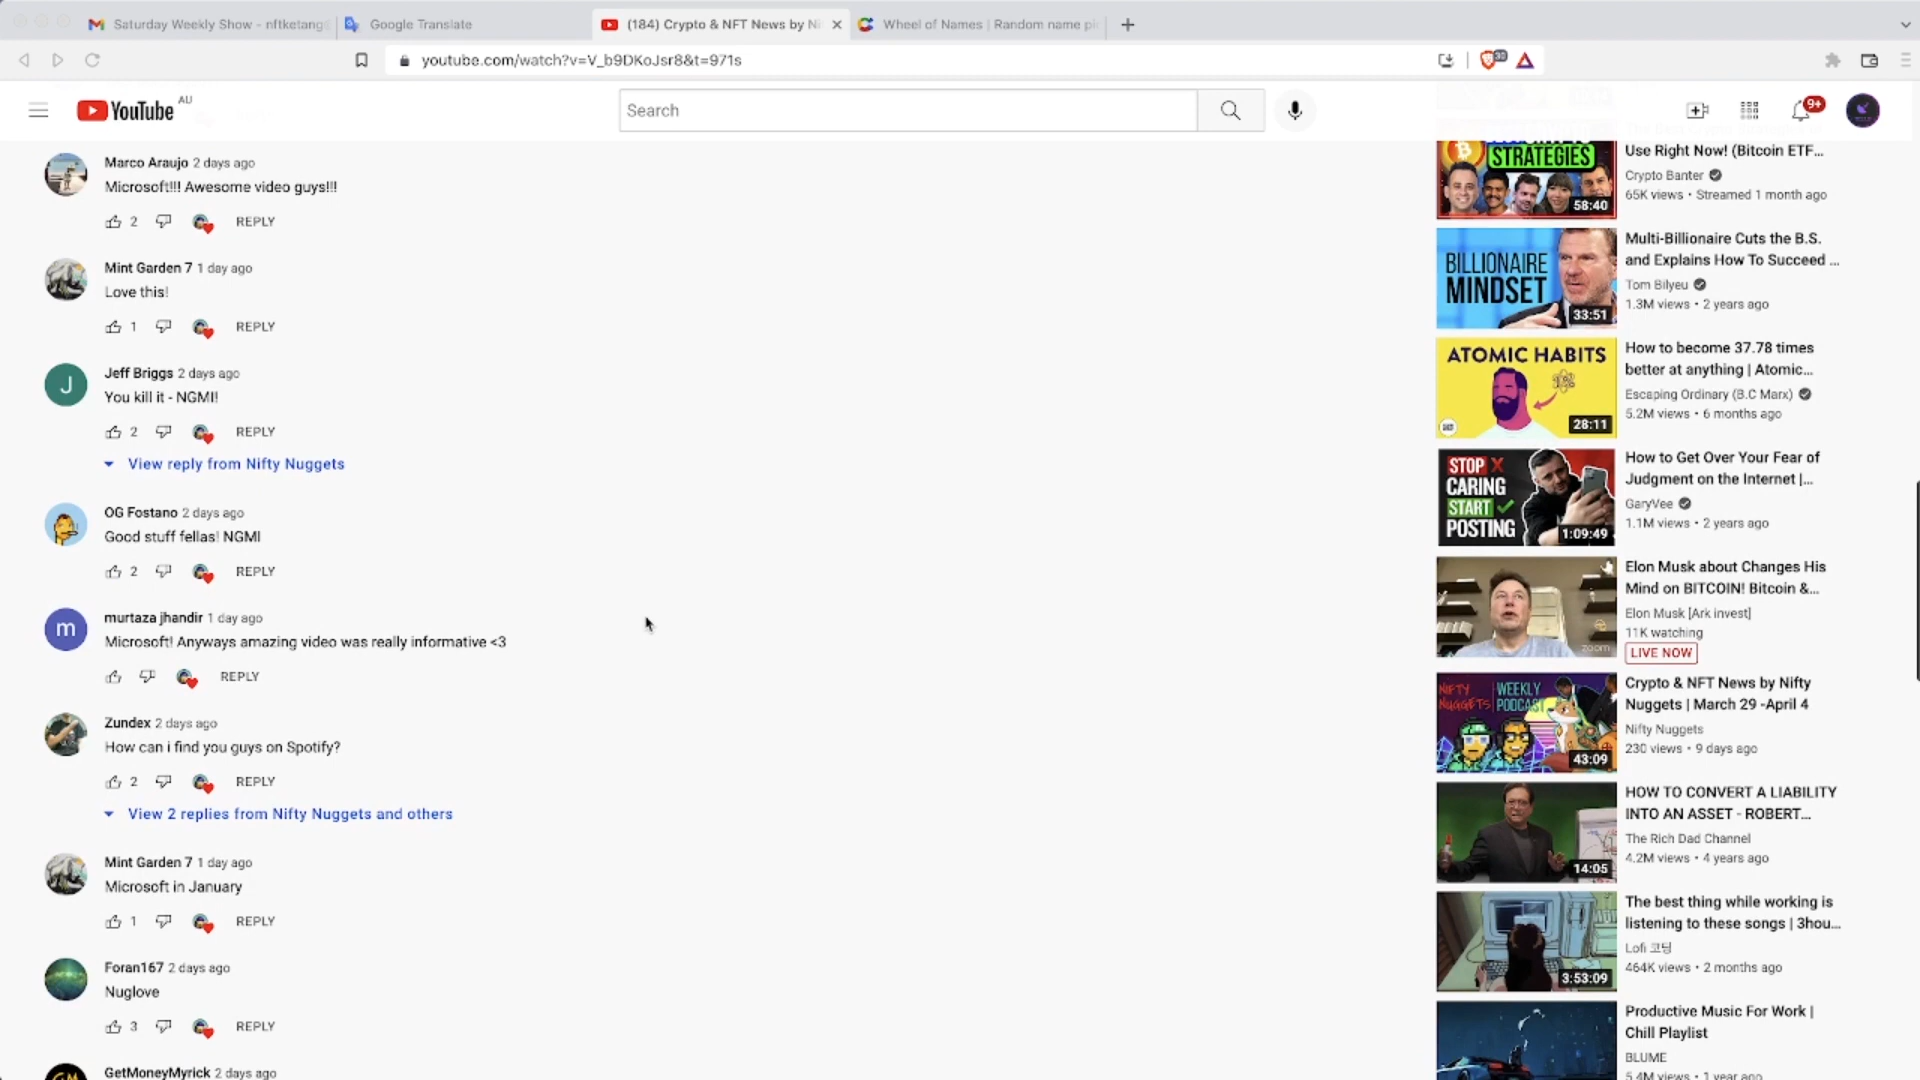 Saturday Weekly Show - nftketang
Google Translate
(184) Crypto & NFT News by Ni
Wheel of Names | Random name pi
youtube.com/watch?v=V_b9DKoJsr8&t=971s
30
YouTube AU
Search
9+
Marco Araujo 2 days ago
Microsoft!!! Awesome video guys!!!
2 REPLY
Mint Garden 7 1 day ago
Love this!
1 REPLY
J
Jeff Briggs 2 days ago
You kill it - NGMI!
2 REPLY
View reply from Nifty Nuggets
OG Fostano 2 days ago
Good stuff fellas! NGMI
2 REPLY
m
murtaza jhandir 1 day ago
Microsoft! Anyways amazing video was really informative <3
REPLY
Zundex 2 days ago
How can i find you guys on Spotify?
2 REPLY
View 2 replies from Nifty Nuggets and others
Mint Garden 7 1 day ago
Microsoft in January
1 REPLY
Foran167 2 days ago
Nuglove
3 REPLY
GetMoneyMyrick 2 days ago
STRATEGIES
58:40
Use Right Now! (Bitcoin ETF...
Crypto Banter
65K views • Streamed 1 month ago
BILLIONAIRE
MINDSET
33:51
Multi-Billionaire Cuts the B.S.
and Explains How To Succeed ...
Tom Bilyeu
1.3M views • 2 years ago
ATOMIC HABITS
28:11
How to become 37.78 times
better at anything | Atomic...
Escaping Ordinary (B.C Marx)
5.2M views • 6 months ago
STOP X
CARING
START
POSTING
1:09:49
How to Get Over Your Fear of
Judgment on the Internet |...
GaryVee
1.1M views • 2 years ago
zoom
Elon Musk about Changes His
Mind on BITCOIN! Bitcoin &...
Elon Musk [Ark invest]
11K watching
LIVE NOW
NIFTY
NUGGETS
WEEKLY
PODCAST
43:09
Crypto & NFT News by Nifty
Nuggets | March 29 -April 4
Nifty Nuggets
230 views • 9 days ago
14:05
HOW TO CONVERT A LIABILITY
INTO AN ASSET - ROBERT...
The Rich Dad Channel
4.2M views • 4 years ago
3:53:09
The best thing while working is
listening to these songs | 3hou...
Lofi 코딩
464K views • 2 months ago
Productive Music For Work |
Chill Playlist
BLUME
5.4M views • 1 year ago